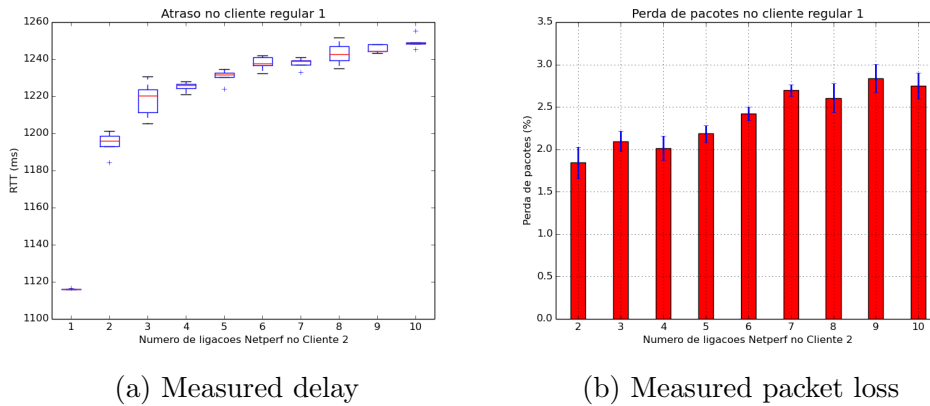 Atraso no cliente regular 1
1260
1240
1220
1200
1180
1160
1140
1120
1100
RTT (ms)
1 2 3 4 5 6 7 8 9 10
Numero de ligacoes Netperf no Cliente 2
(a) Measured delay
Perda de pacotes no cliente regular 1
3.5
3.0
2.5
2.0
1.5
1.0
0.5
0.0
Perda de pacotes (%)
2 3 4 5 6 7 8 9 10
Numero de ligacoes Netperf no Cliente 2
(b) Measured packet loss